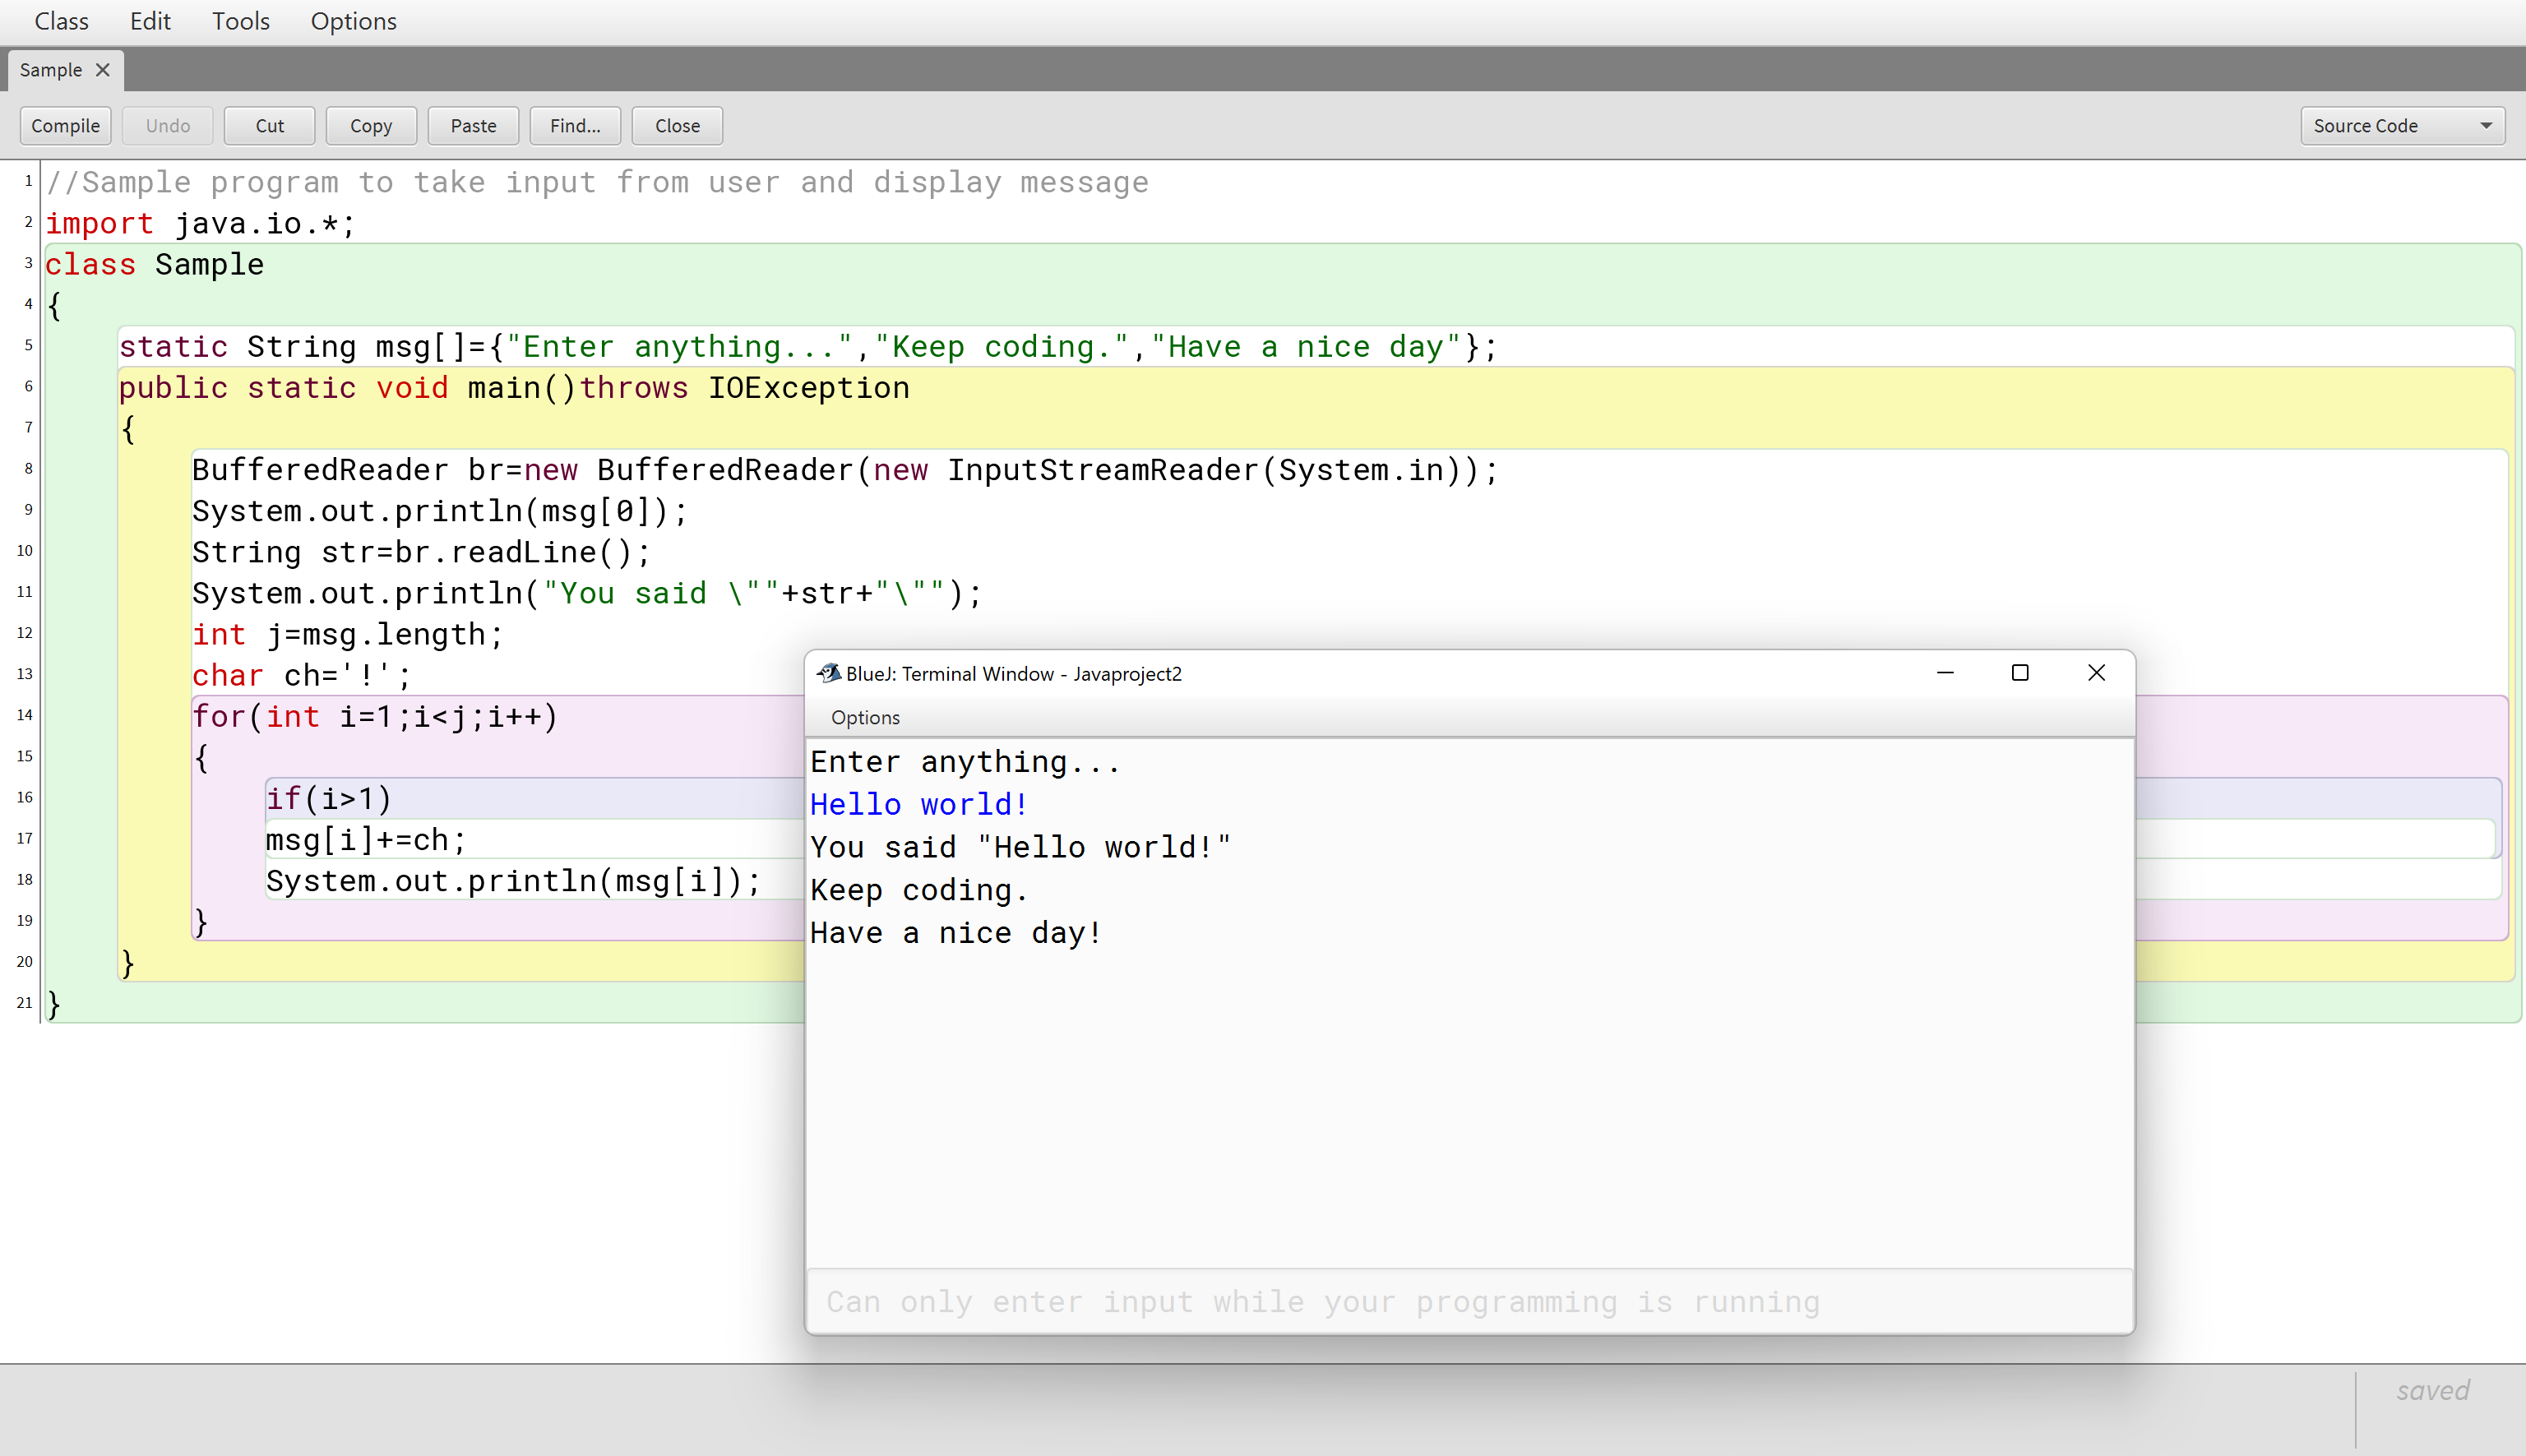 Class Edit Tools Options
Sample
Compile Undo Cut Copy Paste Find... Close Source Code
1 //Sample program to take input from user and display message
2 import java.io.*;
3 class Sample
4 {
5 static String msg[]={"Enter anything...","Keep coding.","Have a nice day"};
6 public static void main()throws IOException
7 {
8 BufferedReader br=new BufferedReader(new InputStreamReader(System.in));
9 System.out.println(msg[0]);
10 String str=br.readLine();
11 System.out.println("You said \""+str+"\"");
12 int j=msg.length;
13 char ch='!';
14 for(int i=1;i<j;i++)
15 {
16 if(i>1)
17 msg[i]+=ch;
18 System.out.println(msg[i]);
19 }
20 }
21 }
BlueJ: Terminal Window - Javaproject2
Options
Enter anything...
Hello world!
You said "Hello world!"
Keep coding.
Have a nice day!
Can only enter input while your programming is running
saved